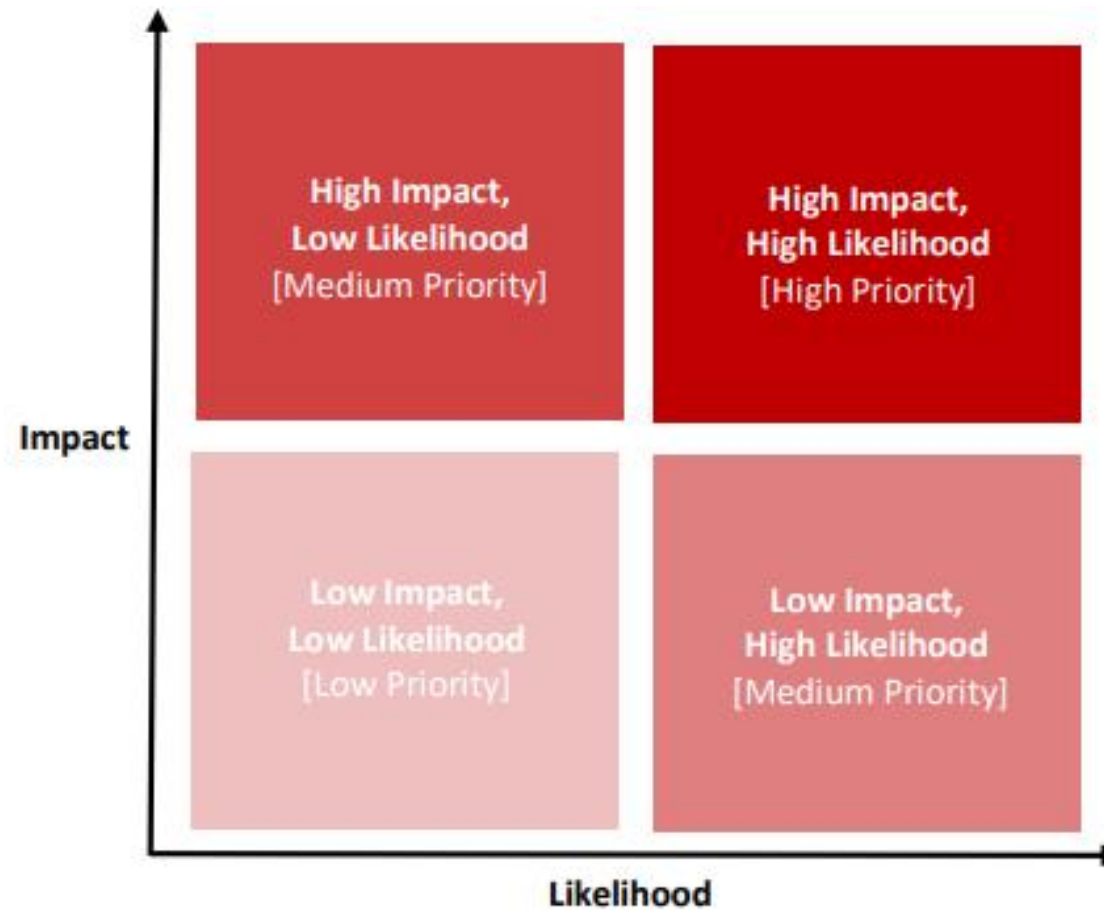 High Impact,
Low Likelihood
[Medium Priority]
High Impact,
High Likelihood
[High Priority]
Impact
Low Impact,
Low Likelihood
[Low Priority]
Low Impact,
High Likelihood
[Medium Priority]
Likelihood